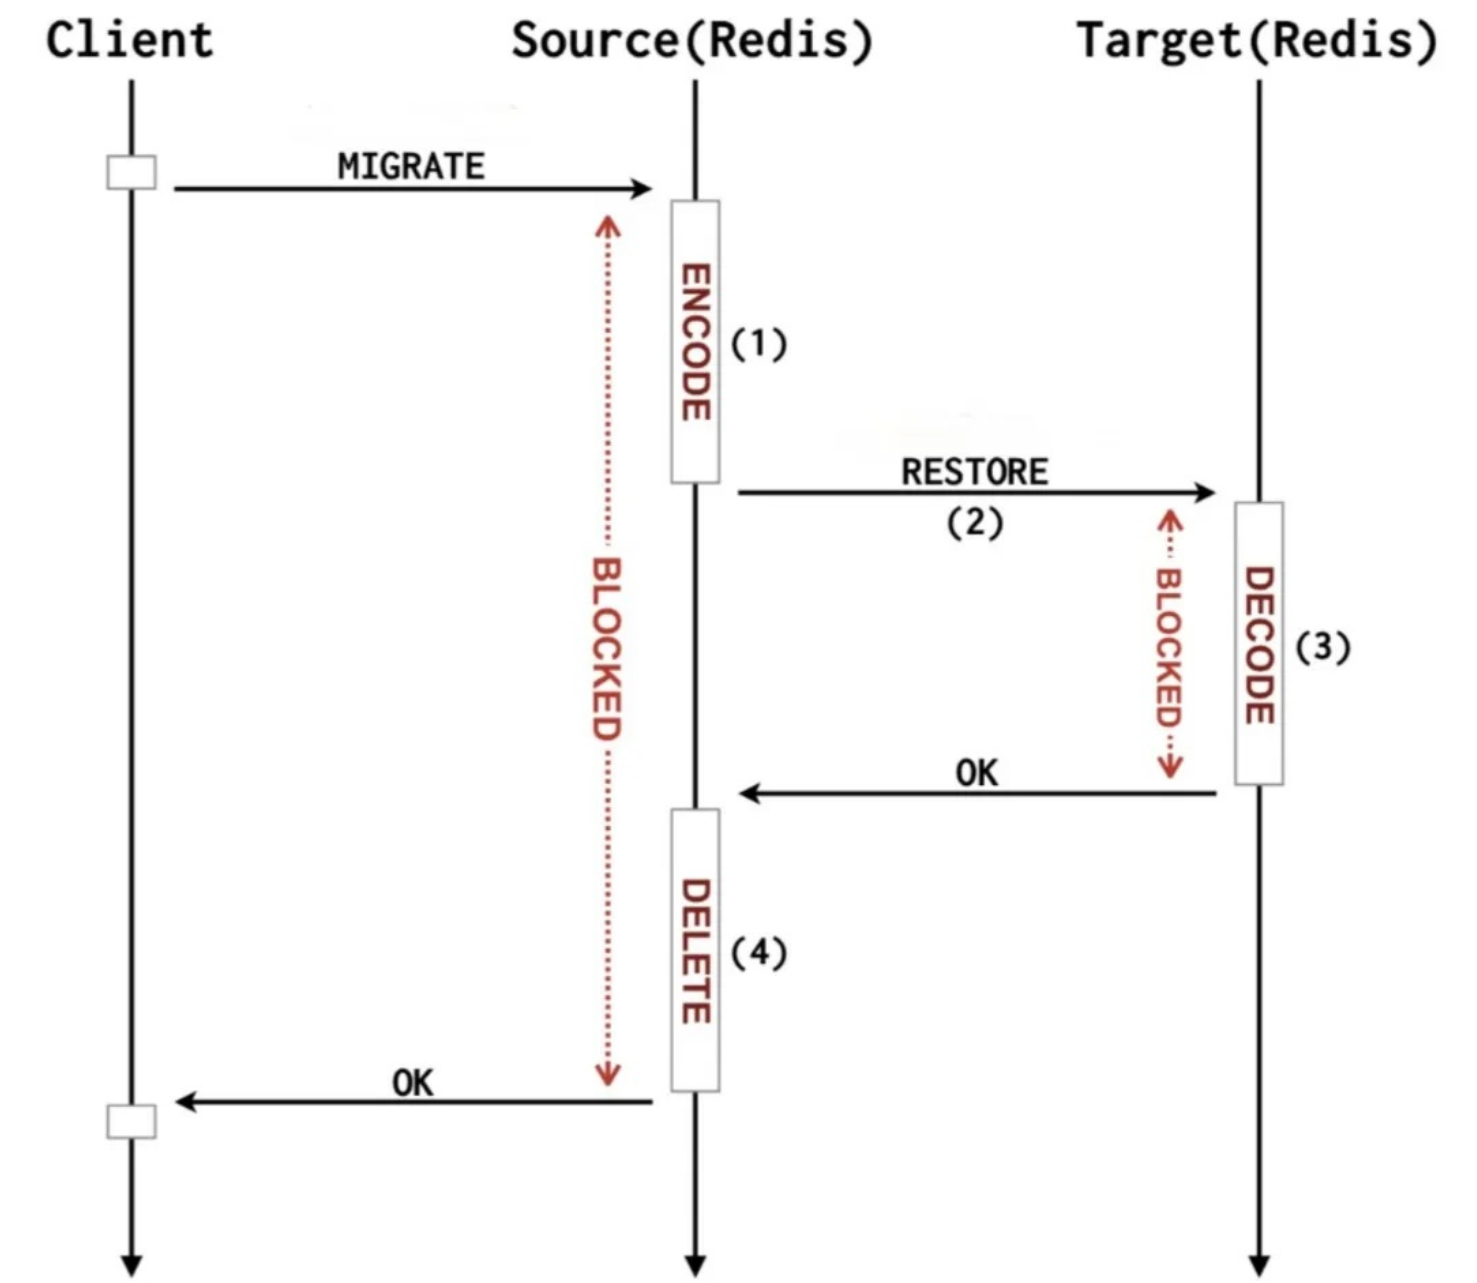 Client
Source(Redis)
Target(Redis)
MIGRATE
ENCODE
(1)
RESTORE
(2)
BLOCKED
BLOCKED
DECODE
(3)
OK
DELETE
(4)
OK